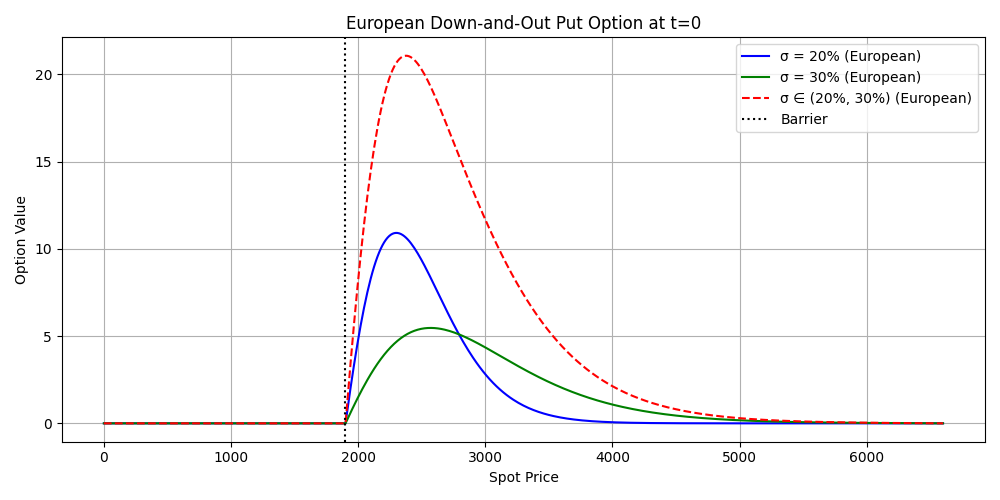 European Down-and-Out Put Option at t=0
Option Value
20
15
10
5
0
σ = 20% (European)
σ = 30% (European)
σ ∈ (20%, 30%) (European)
Barrier
0 1000 2000 3000 4000 5000 6000
Spot Price